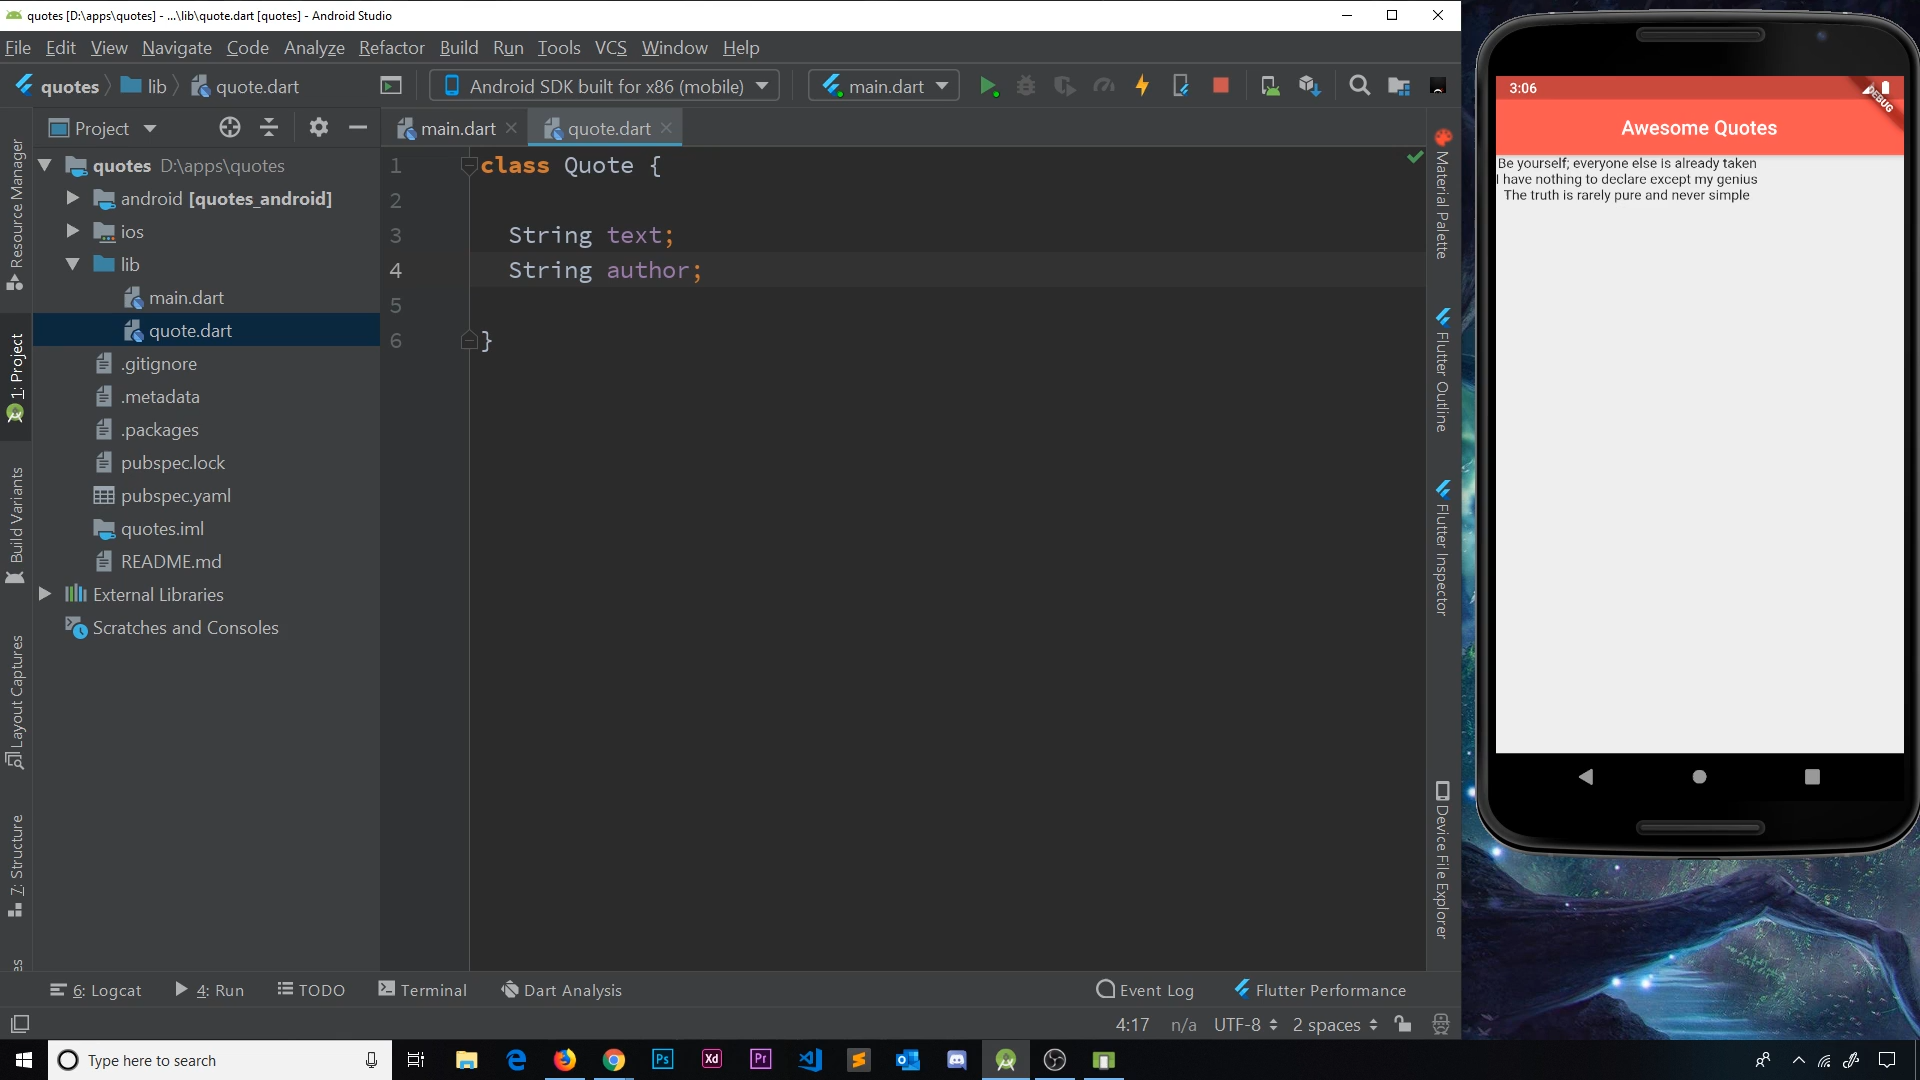 quotes [D:\apps\quotes] - ...\lib\quote.dart [quotes] - Android Studio
File Edit View Navigate Code Analyze Refactor Build Run Tools VCS Window Help
quotes lib quote.dart
Android SDK built for x86 (mobile)
main.dart
Project
main.dart
quote.dart
quotes D:\apps\quotes
android [quotes_android]
ios
lib
main.dart
quote.dart
.gitignore
.metadata
.packages
pubspec.lock
pubspec.yaml
quotes.iml
README.md
External Libraries
Scratches and Consoles
Resource Manager
1: Project
Build Variants
Layout Captures
7: Structure
es
1 class Quote {
2
3 String text;
4 String author;
5
6 }
Material Palette
Flutter Outline
Flutter Inspector
Device File Explorer
3:06
DEBUG
Awesome Quotes
Be yourself; everyone else is already taken
I have nothing to declare except my genius
The truth is rarely pure and never simple
6: Logcat 4: Run TODO Terminal Dart Analysis Event Log Flutter Performance
4:17 n/a UTF-8 2 spaces
Type here to search
Ps
Xd
Pr